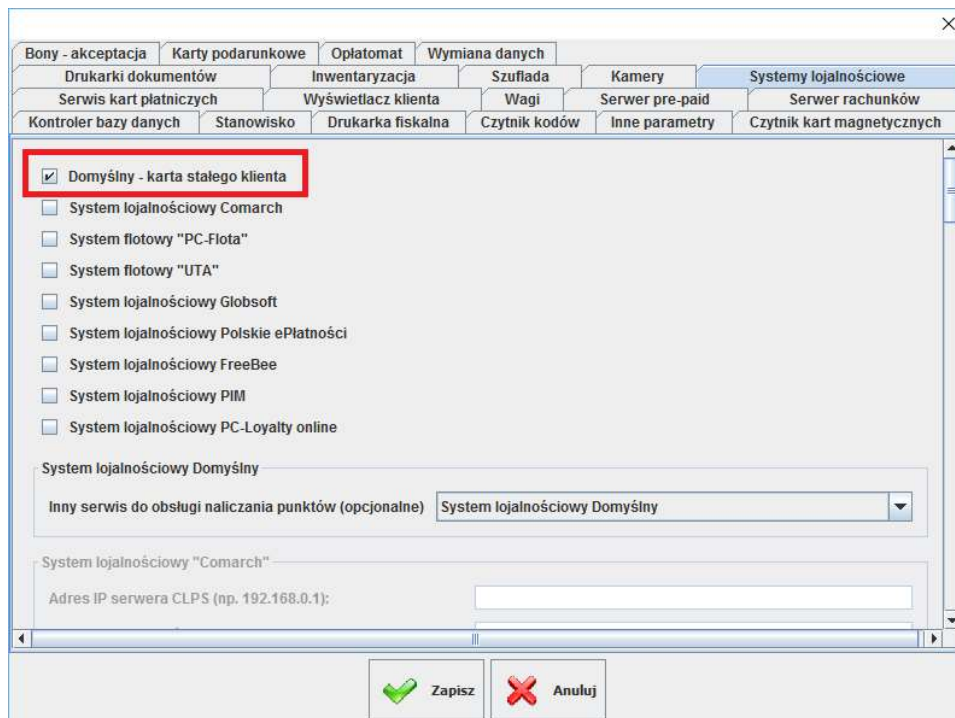 Bony - akceptacja Karty podarunkowe Opłatomat Wymiana danych
Drukarki dokumentów Inwentaryzacja Szuflada Kamery Systemy lojalnościowe
Serwis kart płatniczych Wyświetlacz klienta Wagi Serwer pre-paid Serwer rachunków
Kontroler bazy danych Stanowisko Drukarka fiskalna Czytnik kodów Inne parametry Czytnik kart magnetycznych
Domyślny - karta stałego klienta
System lojalnościowy Comarch
System flotowy "PC-Flota"
System flotowy "UTA"
System lojalnościowy Globsoft
System lojalnościowy Polskie ePłatności
System lojalnościowy FreeBee
System lojalnościowy PIM
System lojalnościowy PC-Loyalty online
System lojalnościowy Domyślny
Inny serwis do obsługi naliczania punktów (opcjonalne) System lojalnościowy Domyślny
System lojalnościowy "Comarch"
Adres IP serwera CLPS (np. 192.168.0.1):
Zapisz Anuluj